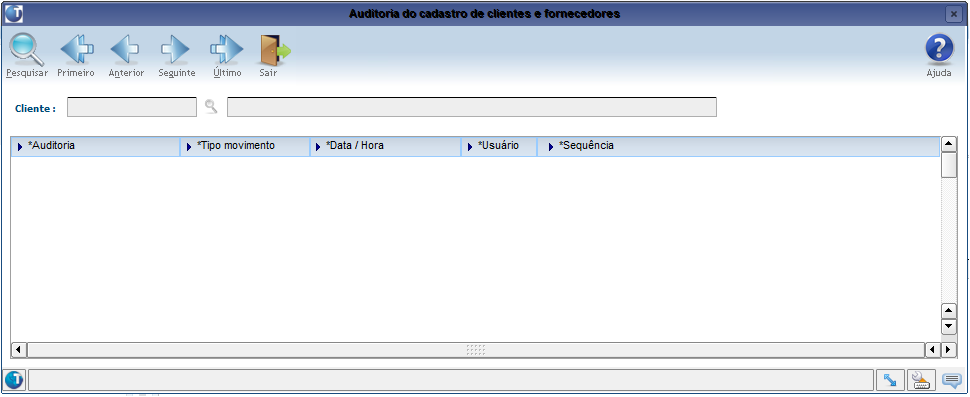 Auditoria do cadastro de clientes e fornecedores
Pesquisar Primeiro Anterior Seguinte Último Sair Ajuda
Cliente :
*Auditoria *Tipo movimento *Data / Hora *Usuário *Sequência